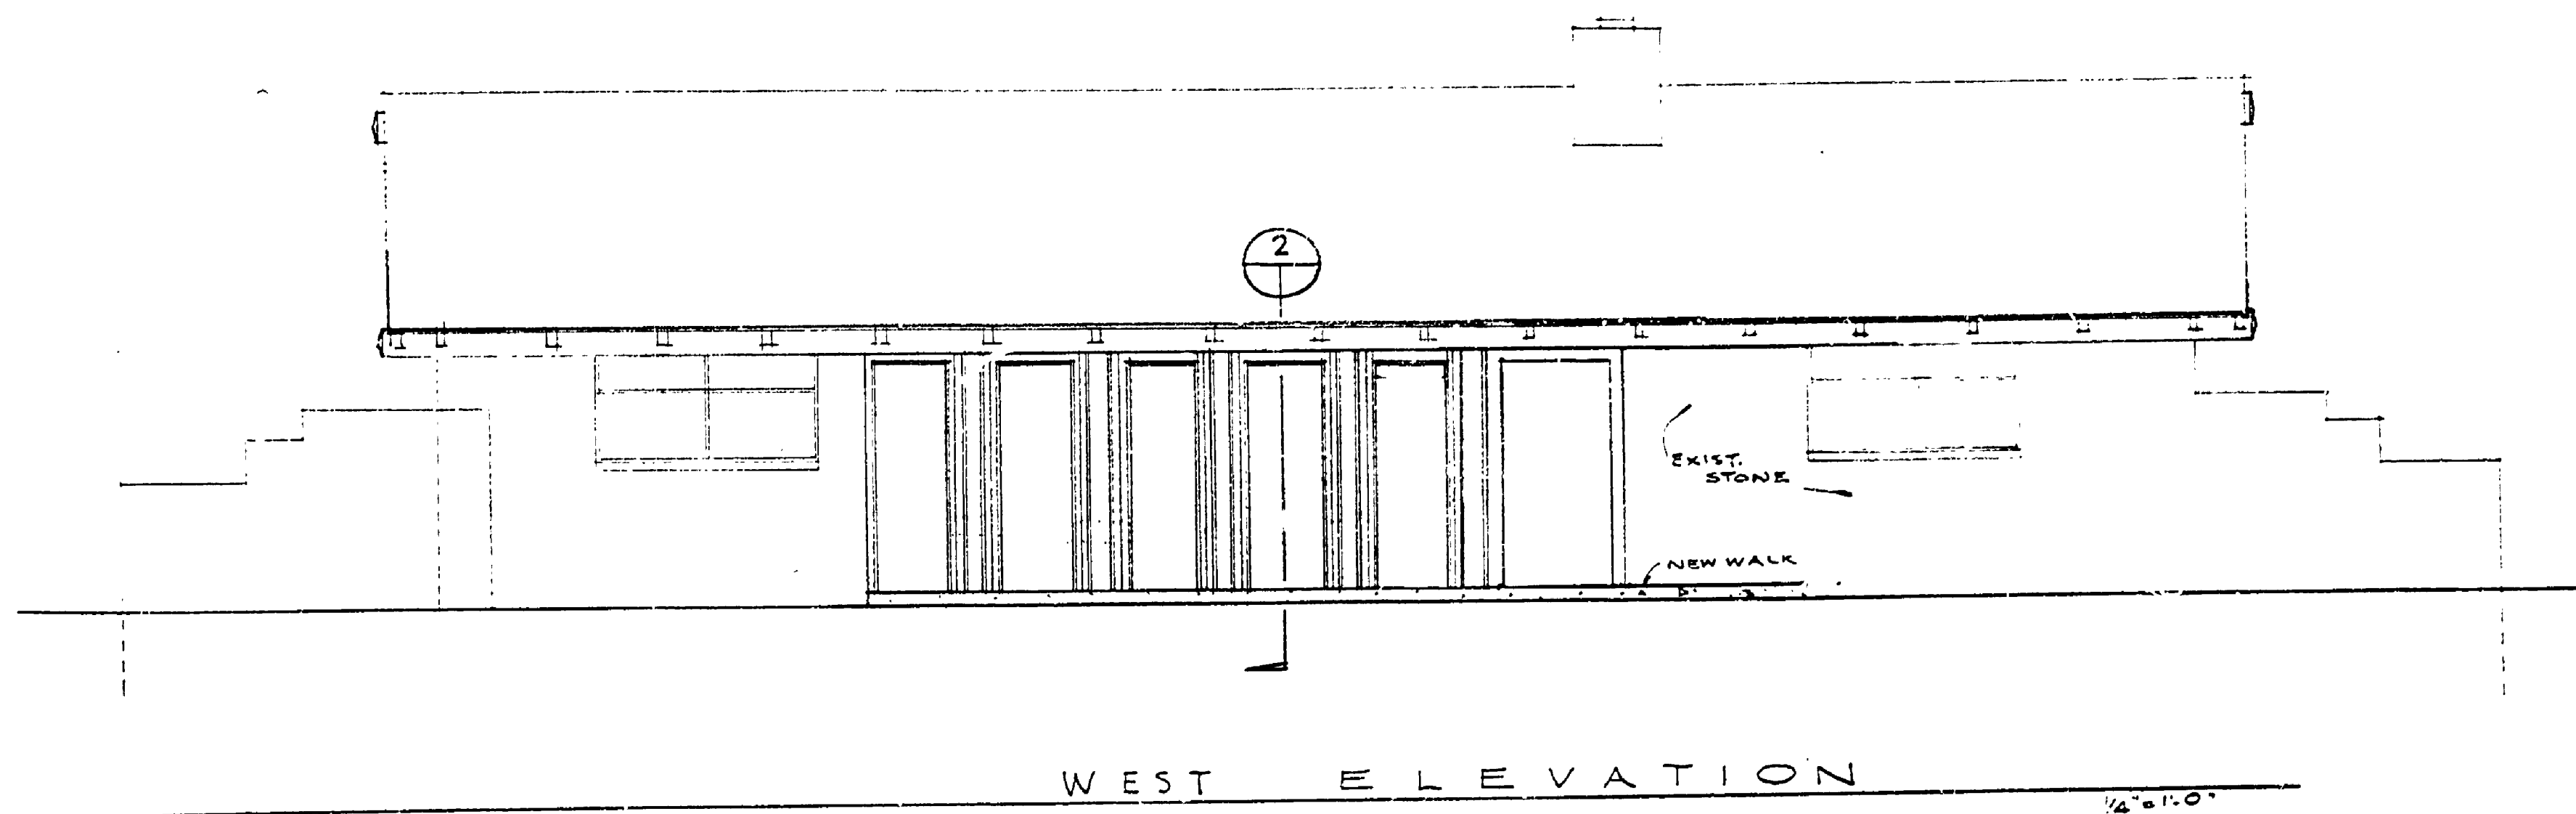 2
EXIST.
STONE
NEW WALK
WEST ELEVATION
1/4" = 1'-0"